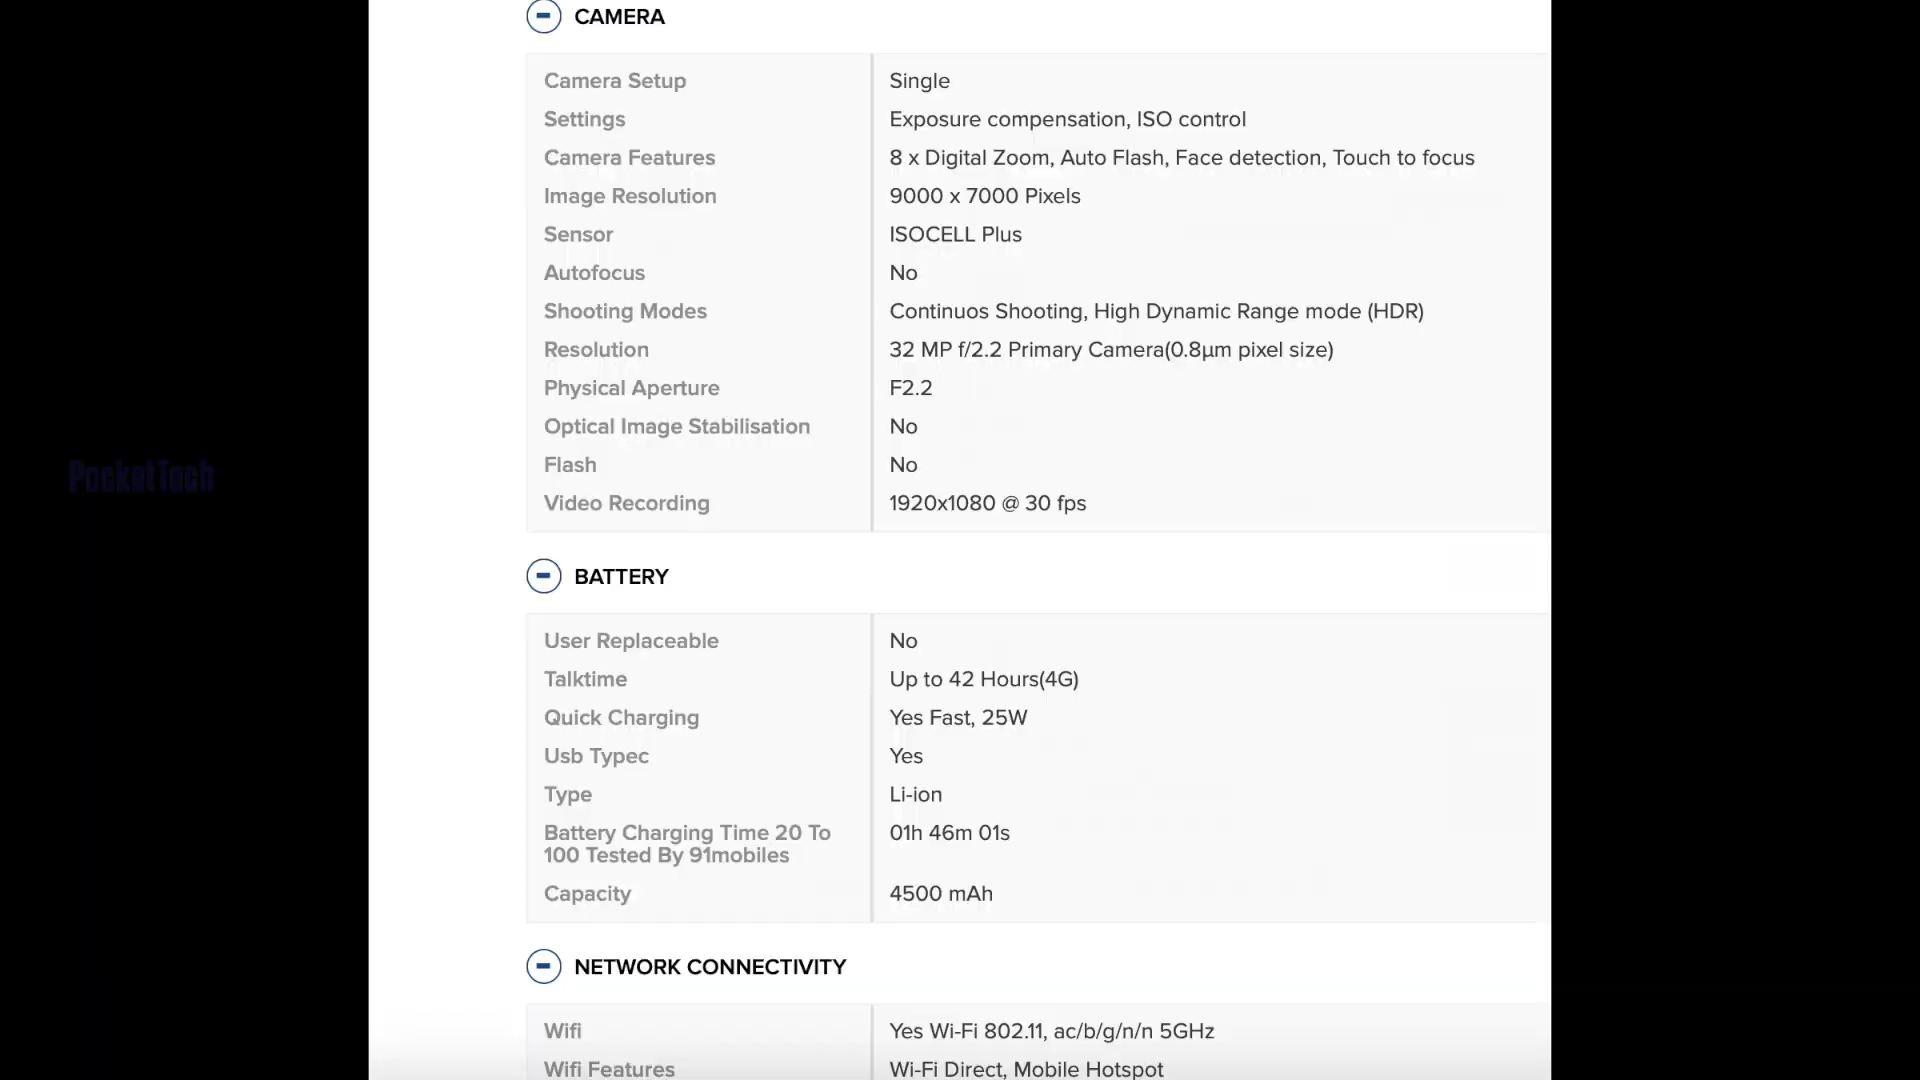 CAMERA
Camera Setup Single
Settings Exposure compensation, ISO control
Camera Features 8 x Digital Zoom, Auto Flash, Face detection, Touch to focus
Image Resolution 9000 x 7000 Pixels
Sensor ISOCELL Plus
Autofocus No
Shooting Modes Continuos Shooting, High Dynamic Range mode (HDR)
Resolution 32 MP f/2.2 Primary Camera(0.8µm pixel size)
Physical Aperture F2.2
Optical Image Stabilisation No
Flash No
PocketTech
Video Recording 1920x1080 @ 30 fps
BATTERY
User Replaceable No
Talktime Up to 42 Hours(4G)
Quick Charging Yes Fast, 25W
Usb Typec Yes
Type Li-ion
Battery Charging Time 20 To 01h 46m 01s
100 Tested By 91mobiles
Capacity 4500 mAh
NETWORK CONNECTIVITY
Wifi Yes Wi-Fi 802.11, ac/b/g/n/n 5GHz
Wifi Features Wi-Fi Direct, Mobile Hotspot